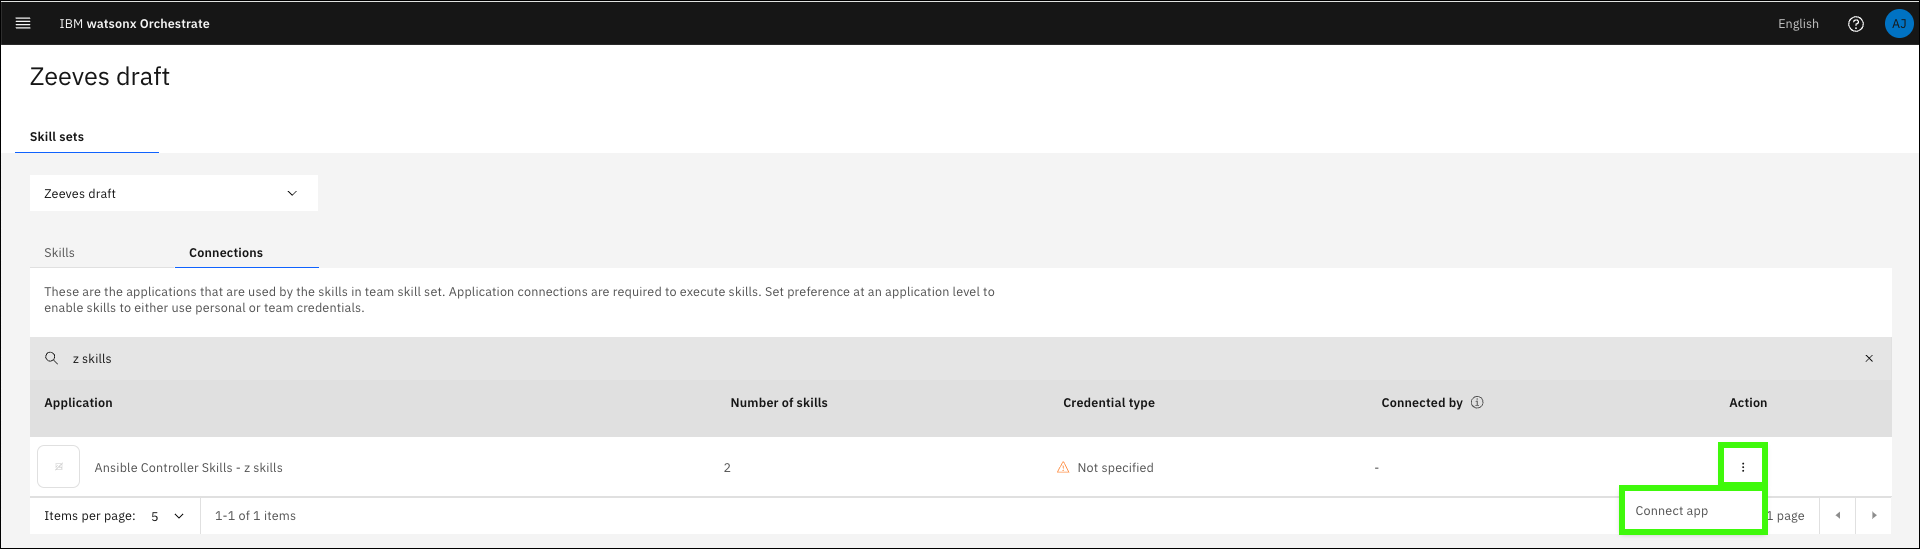 IBM watsonx Orchestrate
English
AJ
Zeeves draft
Skill sets
Zeeves draft
Skills
Connections
These are the applications that are used by the skills in team skill set. Application connections are required to execute skills. Set preference at an application level to
enable skills to either use personal or team credentials.
z skills
Application
Number of skills
Credential type
Connected by
Action
Ansible Controller Skills - z skills
2
Not specified
-
Items per page:
5
1-1 of 1 items
Connect app
1 page